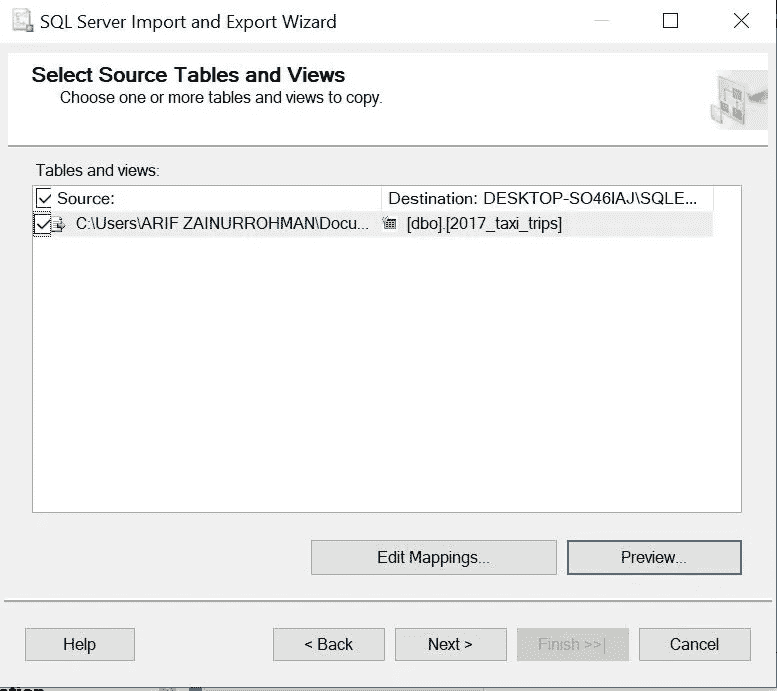 SQL Server Import and Export Wizard
Select Source Tables and Views
Choose one or more tables and views to copy.
Tables and views:
Source: Destination: DESKTOP-SO46IAJ\SQLE...
C:\Users\ARIF ZAINURROHMAN\Docu... [dbo].[2017_taxi_trips]
Edit Mappings... Preview...
Help < Back Next > Finish >>| Cancel